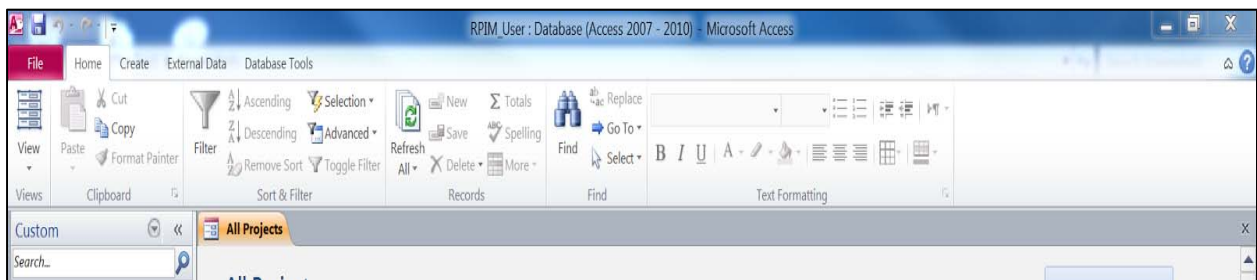 RPIM_User : Database (Access 2007 - 2010) - Microsoft Access
File Home Create External Data Database Tools
Cut
Copy
Format Painter
View
Paste
Filter
Ascending
Descending
Remove Sort
Selection
Advanced
Toggle Filter
Refresh All
New
Save
Delete
Totals
Spelling
More
Find
Replace
Go To
Select
B I U A
Views Clipboard Sort & Filter Records Find Text Formatting
Custom
All Projects
Search...